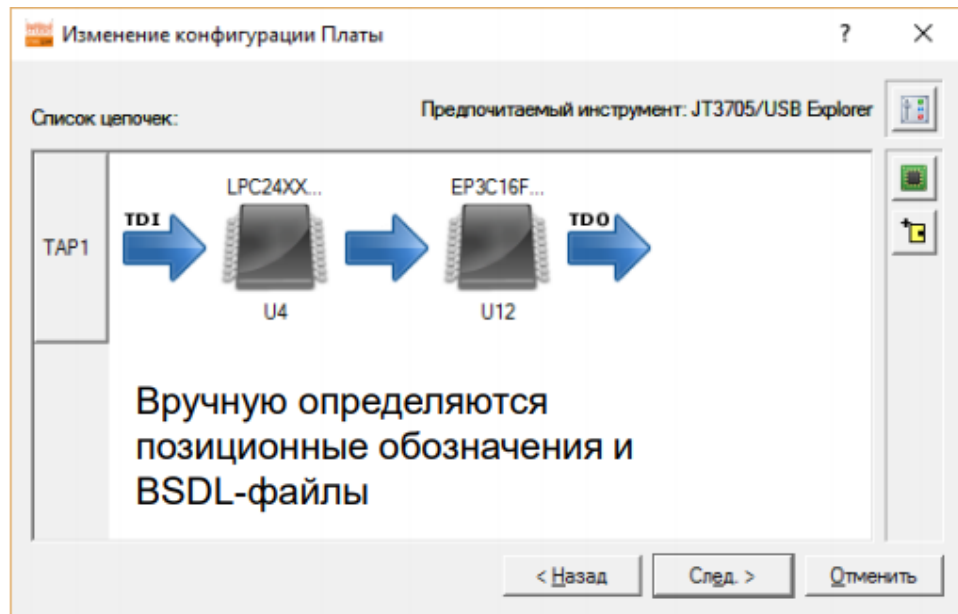 Изменение конфигурации Платы
?
Список цепочек:
Предпочитаемый инструмент: JT3705/USB Explorer
TAP1
TDI
LPC24XX...
U4
EP3C16F...
U12
TDO
Вручную определяются
позиционные обозначения и
BSDL-файлы
< Назад
След. >
Отменить